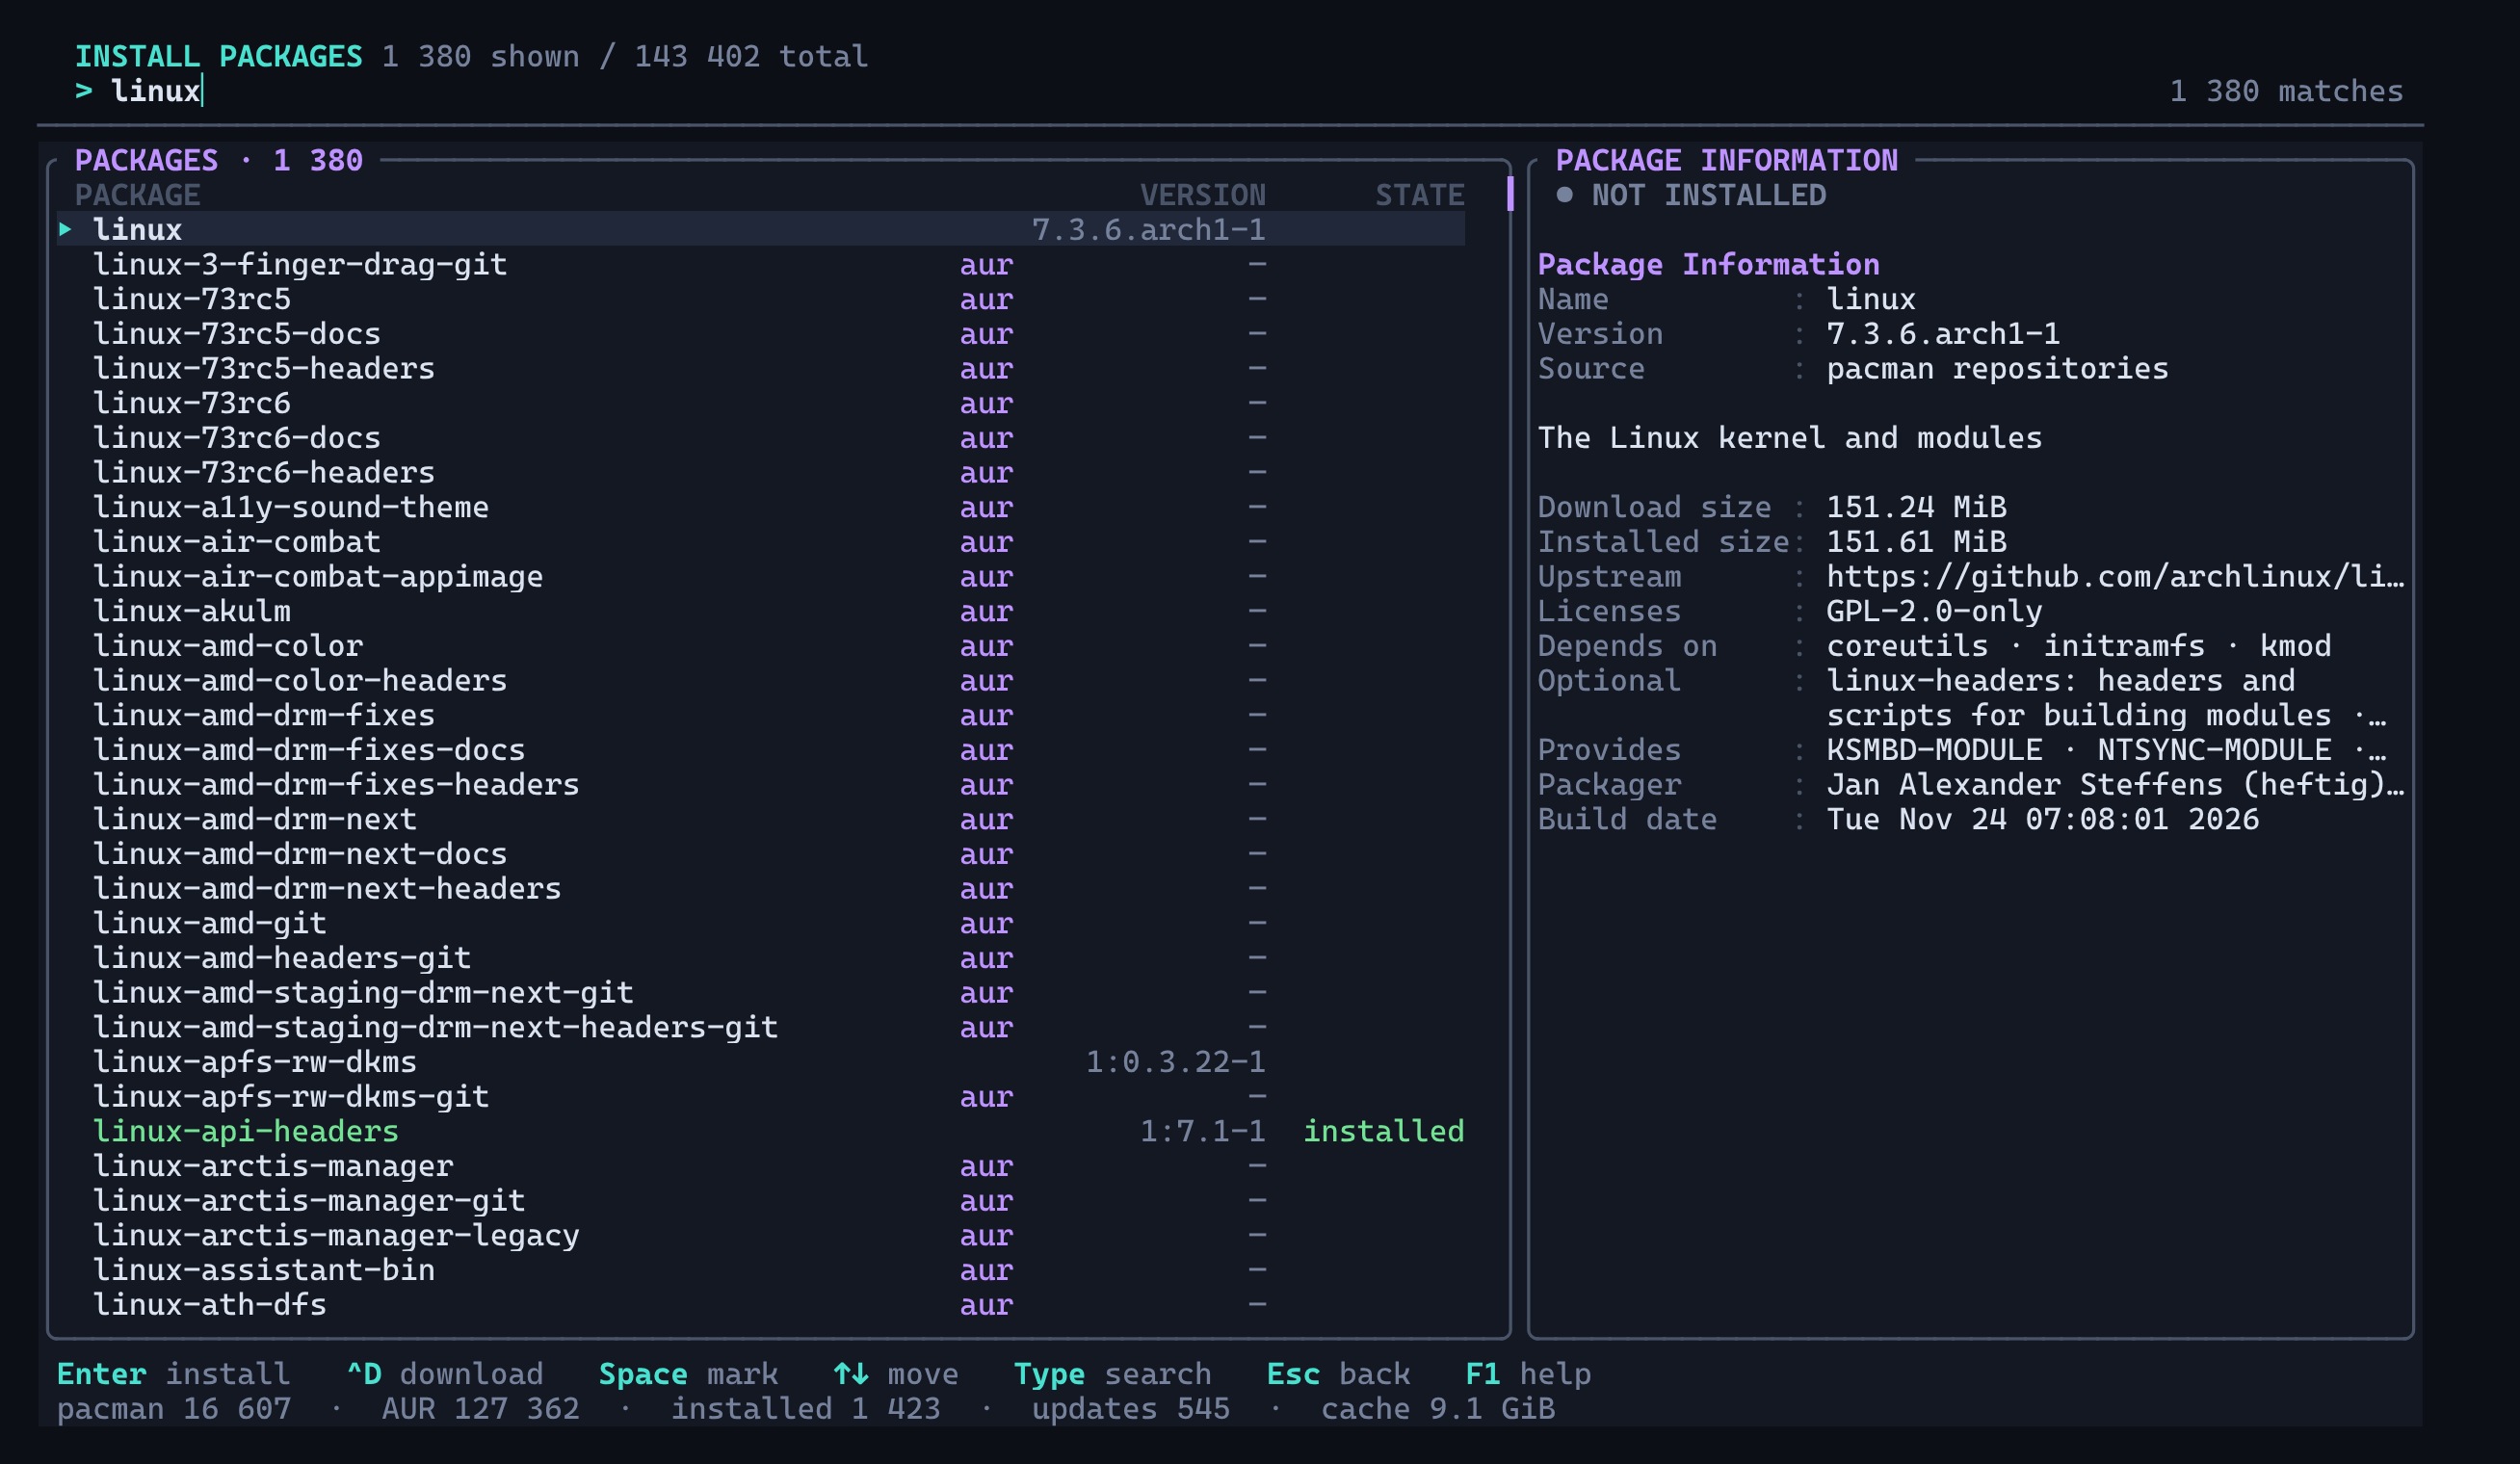 INSTALL PACKAGES 1 380 shown / 143 402 total
> linux 1 380 matches
PACKAGES · 1 380
PACKAGE VERSION STATE
▶ linux 7.3.6.arch1-1
linux-3-finger-drag-git aur —
linux-73rc5 aur —
linux-73rc5-docs aur —
linux-73rc5-headers aur —
linux-73rc6 aur —
linux-73rc6-docs aur —
linux-73rc6-headers aur —
linux-a11y-sound-theme aur —
linux-air-combat aur —
linux-air-combat-appimage aur —
linux-akulm aur —
linux-amd-color aur —
linux-amd-color-headers aur —
linux-amd-drm-fixes aur —
linux-amd-drm-fixes-docs aur —
linux-amd-drm-fixes-headers aur —
linux-amd-drm-next aur —
linux-amd-drm-next-docs aur —
linux-amd-drm-next-headers aur —
linux-amd-git aur —
linux-amd-headers-git aur —
linux-amd-staging-drm-next-git aur —
linux-amd-staging-drm-next-headers-git aur —
linux-apfs-rw-dkms 1:0.3.22-1
linux-apfs-rw-dkms-git aur —
linux-api-headers 1:7.1-1 installed
linux-arctis-manager aur —
linux-arctis-manager-git aur —
linux-arctis-manager-legacy aur —
linux-assistant-bin aur —
linux-ath-dfs aur —
PACKAGE INFORMATION
● NOT INSTALLED
Package Information
Name : linux
Version : 7.3.6.arch1-1
Source : pacman repositories
The Linux kernel and modules
Download size : 151.24 MiB
Installed size: 151.61 MiB
Upstream : https://github.com/archlinux/li…
Licenses : GPL-2.0-only
Depends on : coreutils · initramfs · kmod
Optional : linux-headers: headers and
scripts for building modules ·…
Provides : KSMBD-MODULE · NTSYNC-MODULE ·…
Packager : Jan Alexander Steffens (heftig)…
Build date : Tue Nov 24 07:08:01 2026
Enter install ^D download Space mark ↑↓ move Type search Esc back F1 help
pacman 16 607 · AUR 127 362 · installed 1 423 · updates 545 · cache 9.1 GiB